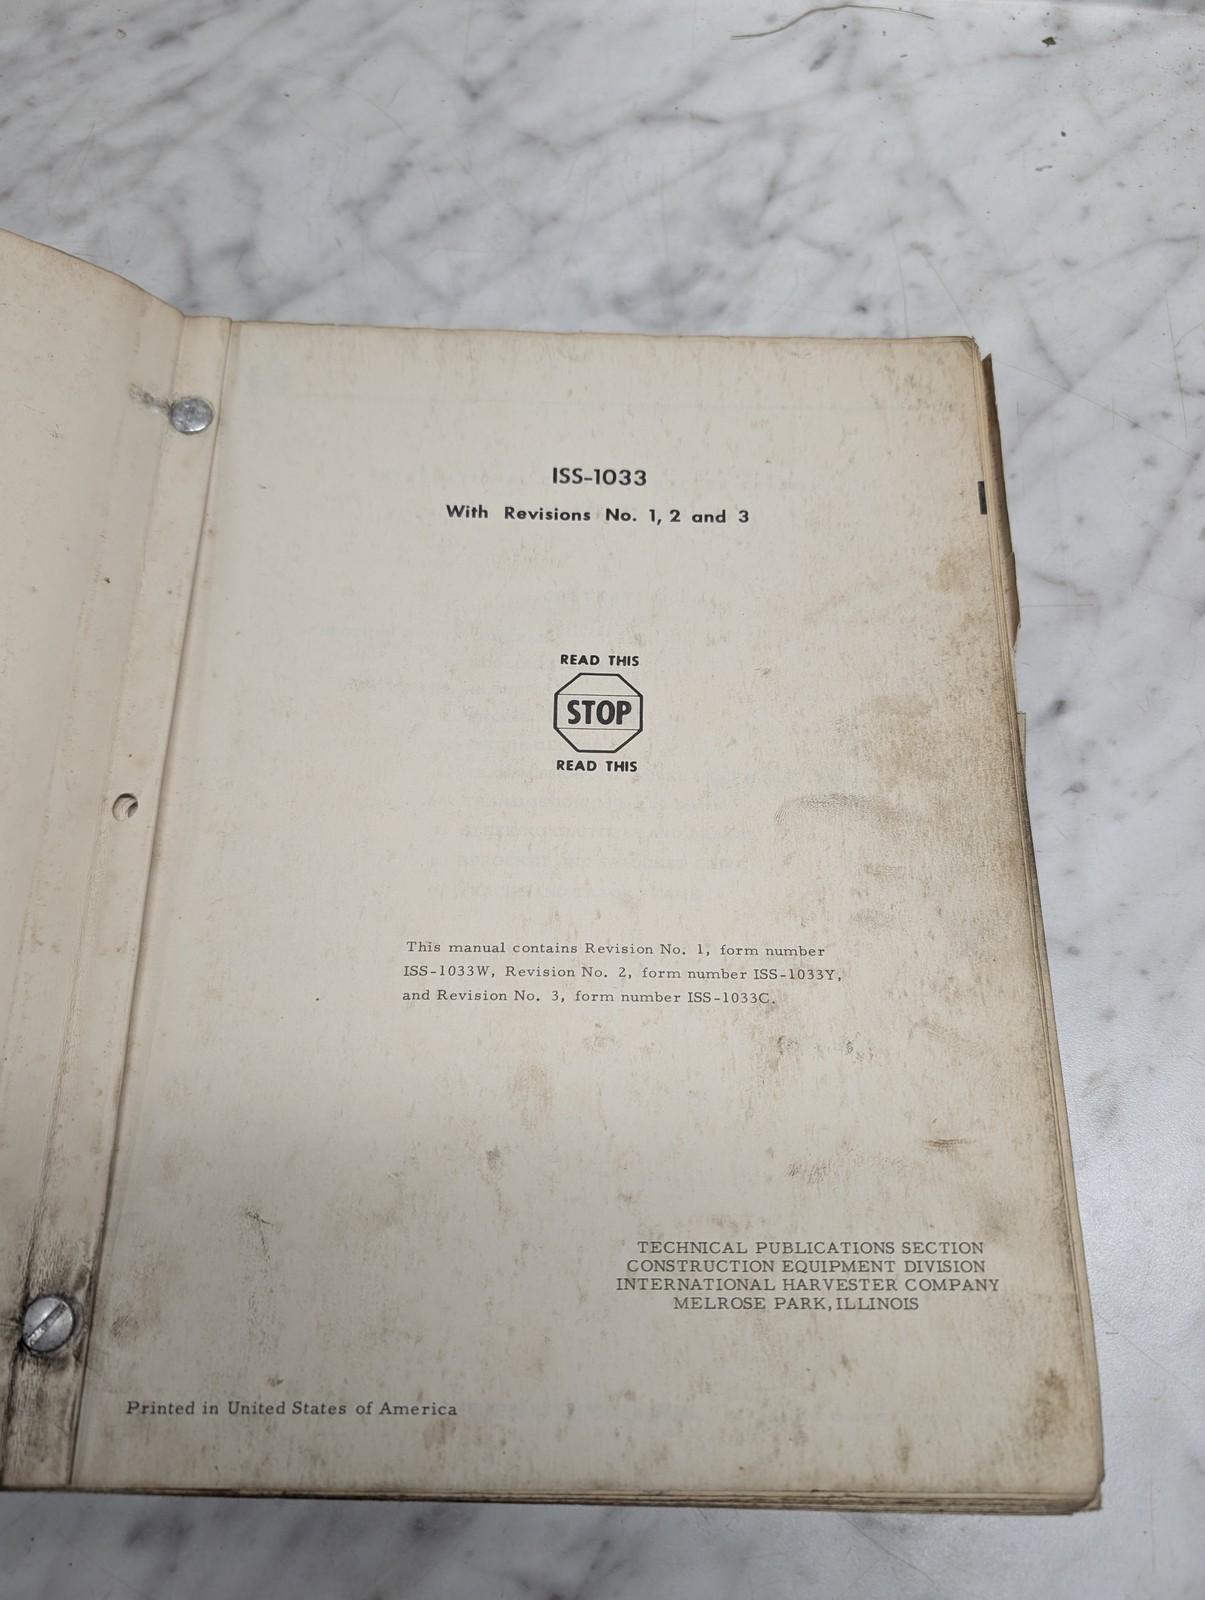 ISS-1033
With Revisions No. 1, 2 and 3
READ THIS
STOP
READ THIS
This manual contains Revision No. 1, form number
ISS-1033W, Revision No. 2, form number ISS-1033Y,
and Revision No. 3, form number ISS-1033C.
TECHNICAL PUBLICATIONS SECTION
CONSTRUCTION EQUIPMENT DIVISION
INTERNATIONAL HARVESTER COMPANY
MELROSE PARK, ILLINOIS
Printed in United States of America